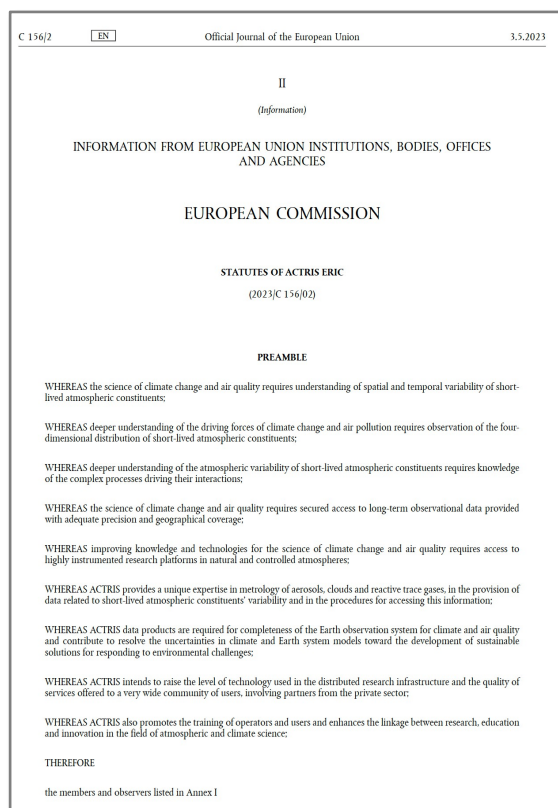 C 156/2 EN Official Journal of the European Union 3.5.2023
II
(Information)
INFORMATION FROM EUROPEAN UNION INSTITUTIONS, BODIES, OFFICES
AND AGENCIES
EUROPEAN COMMISSION
STATUTES OF ACTRIS ERIC
(2023/C 156/02)
PREAMBLE
WHEREAS the science of climate change and air quality requires understanding of spatial and temporal variability of short-
lived atmospheric constituents;
WHEREAS deeper understanding of the driving forces of climate change and air pollution requires observation of the four-
dimensional distribution of short-lived atmospheric constituents;
WHEREAS deeper understanding of the atmospheric variability of short-lived atmospheric constituents requires knowledge
of the complex processes driving their interactions;
WHEREAS the science of climate change and air quality requires secured access to long-term observational data provided
with adequate precision and geographical coverage;
WHEREAS improving knowledge and technologies for the science of climate change and air quality requires access to
highly instrumented research platforms in natural and controlled atmospheres;
WHEREAS ACTRIS provides a unique expertise in metrology of aerosols, clouds and reactive trace gases, in the provision of
data related to short-lived atmospheric constituents' variability and in the procedures for accessing this information;
WHEREAS ACTRIS data products are required for completeness of the Earth observation system for climate and air quality
and contribute to resolve the uncertainties in climate and Earth system models toward the development of sustainable
solutions for responding to environmental challenges;
WHEREAS ACTRIS intends to raise the level of technology used in the distributed research infrastructure and the quality of
services offered to a very wide community of users, involving partners from the private sector;
WHEREAS ACTRIS also promotes the training of operators and users and enhances the linkage between research, education
and innovation in the field of atmospheric and climate science;
THEREFORE
the members and observers listed in Annex I